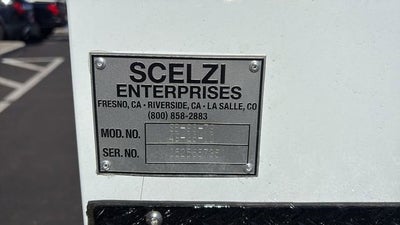 SCELZI
ENTERPRISES
FRESNO, CA • RIVERSIDE, CA • LA SALLE, CO
(800) 858-2883
MOD. NO.
SER. NO.